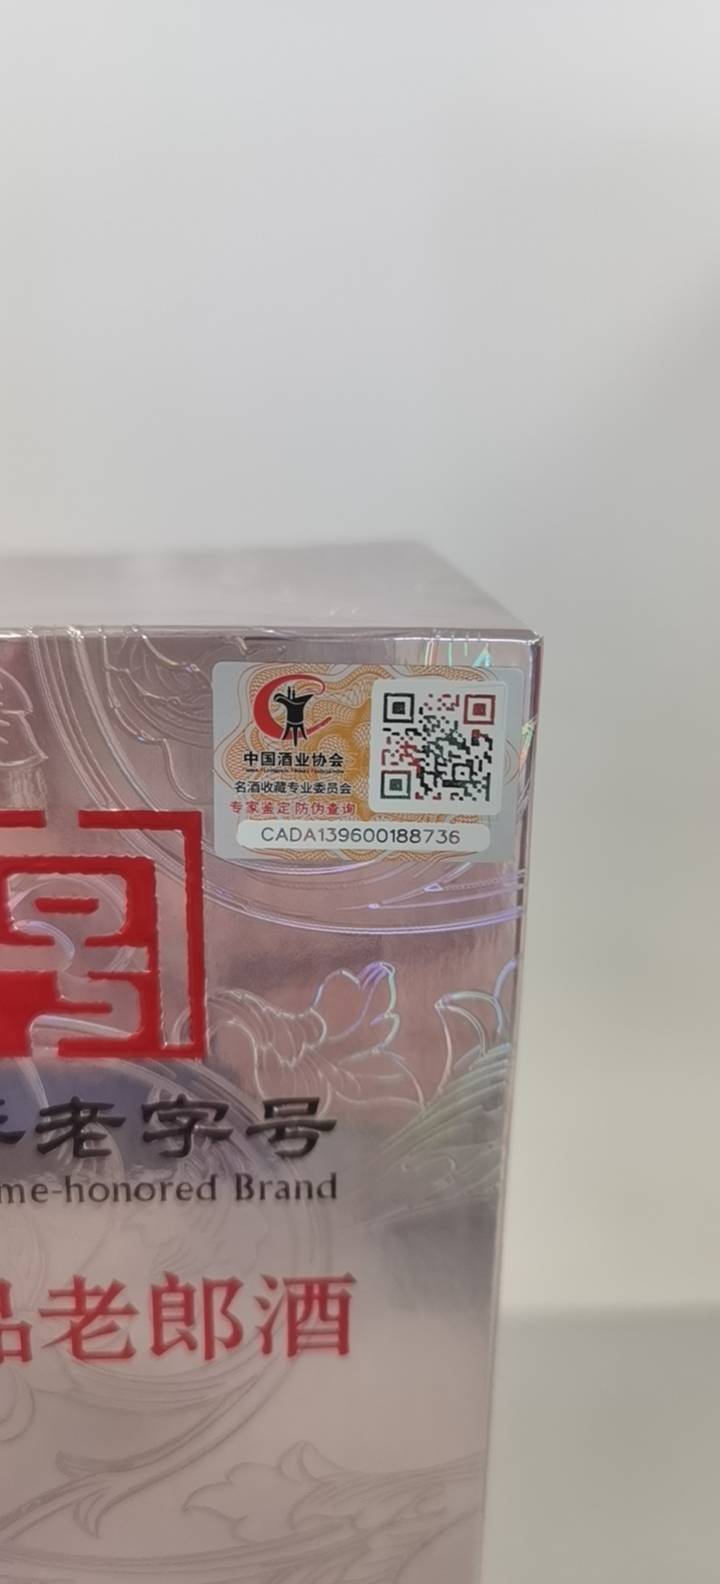 中国酒业协会
名酒收藏专业委员会
专家鉴定 防伪查询
CADA139600188736
老字号
me-honored Brand
品老郎酒